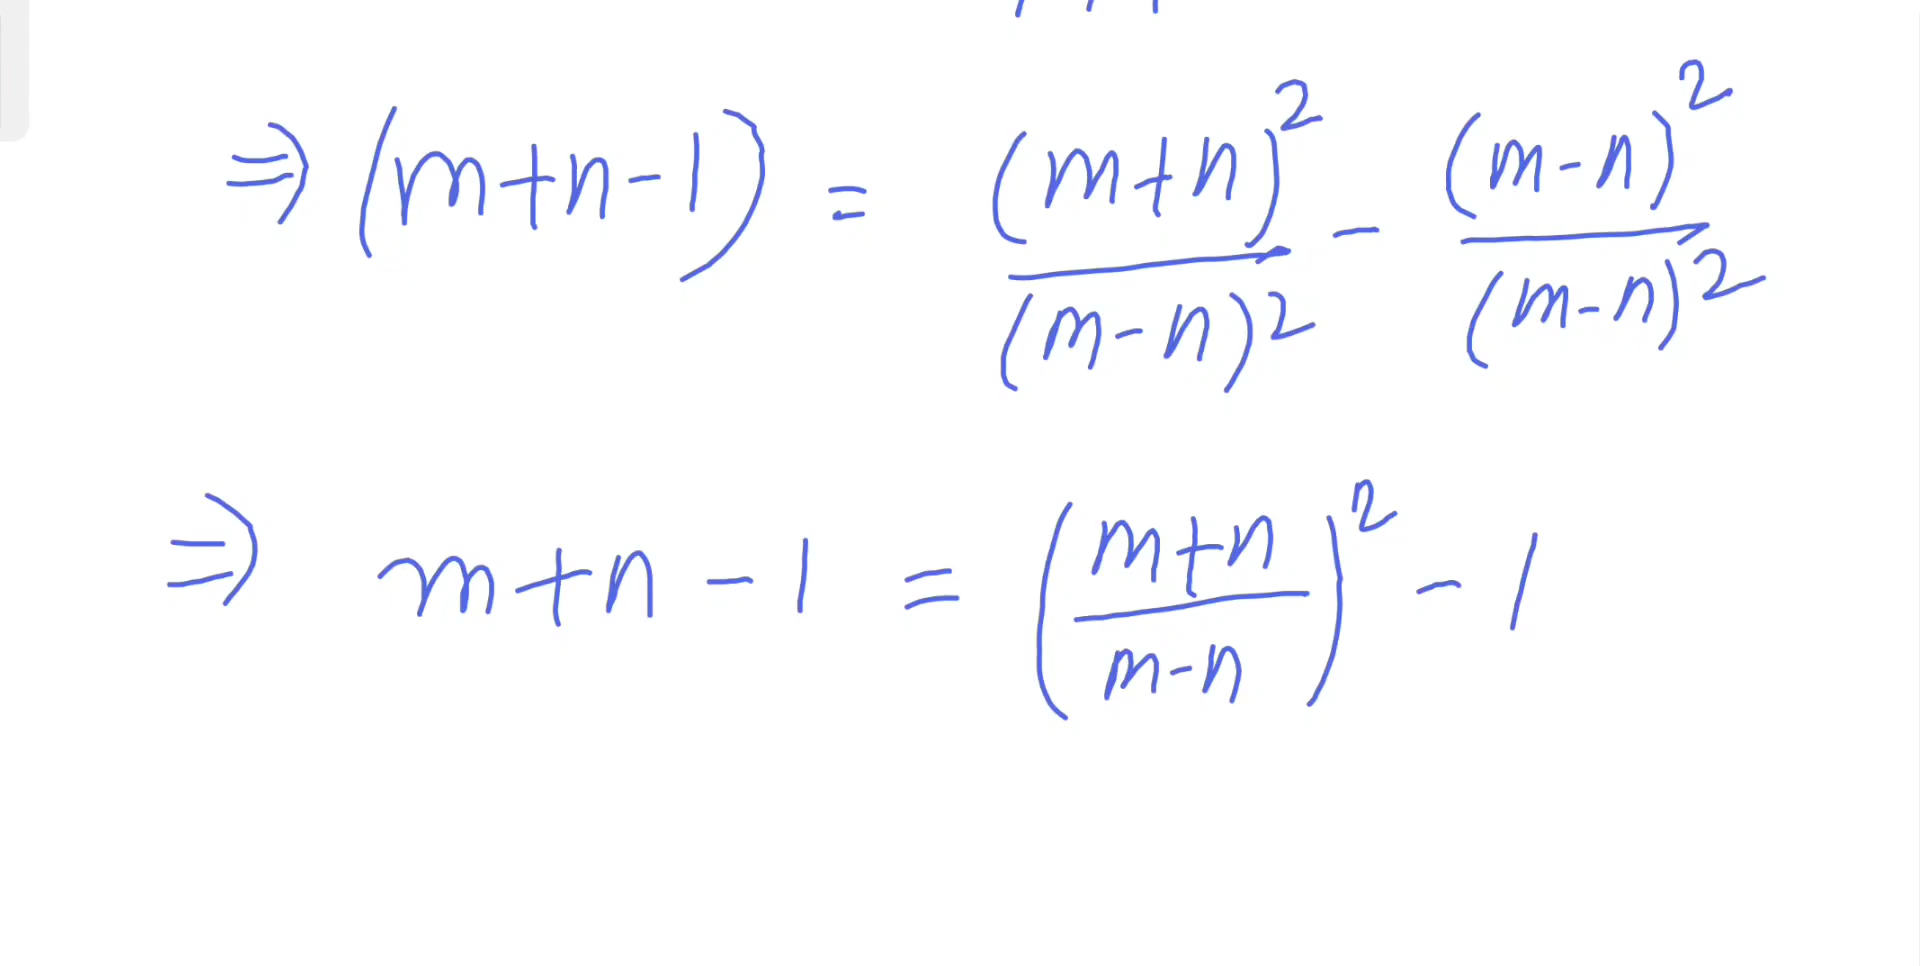 ⇒ (m+n-1) = (m+n)²/(m-n)² - (m-n)²/(m-n)²
⇒ m+n-1 = ((m+n)/(m-n))² - 1